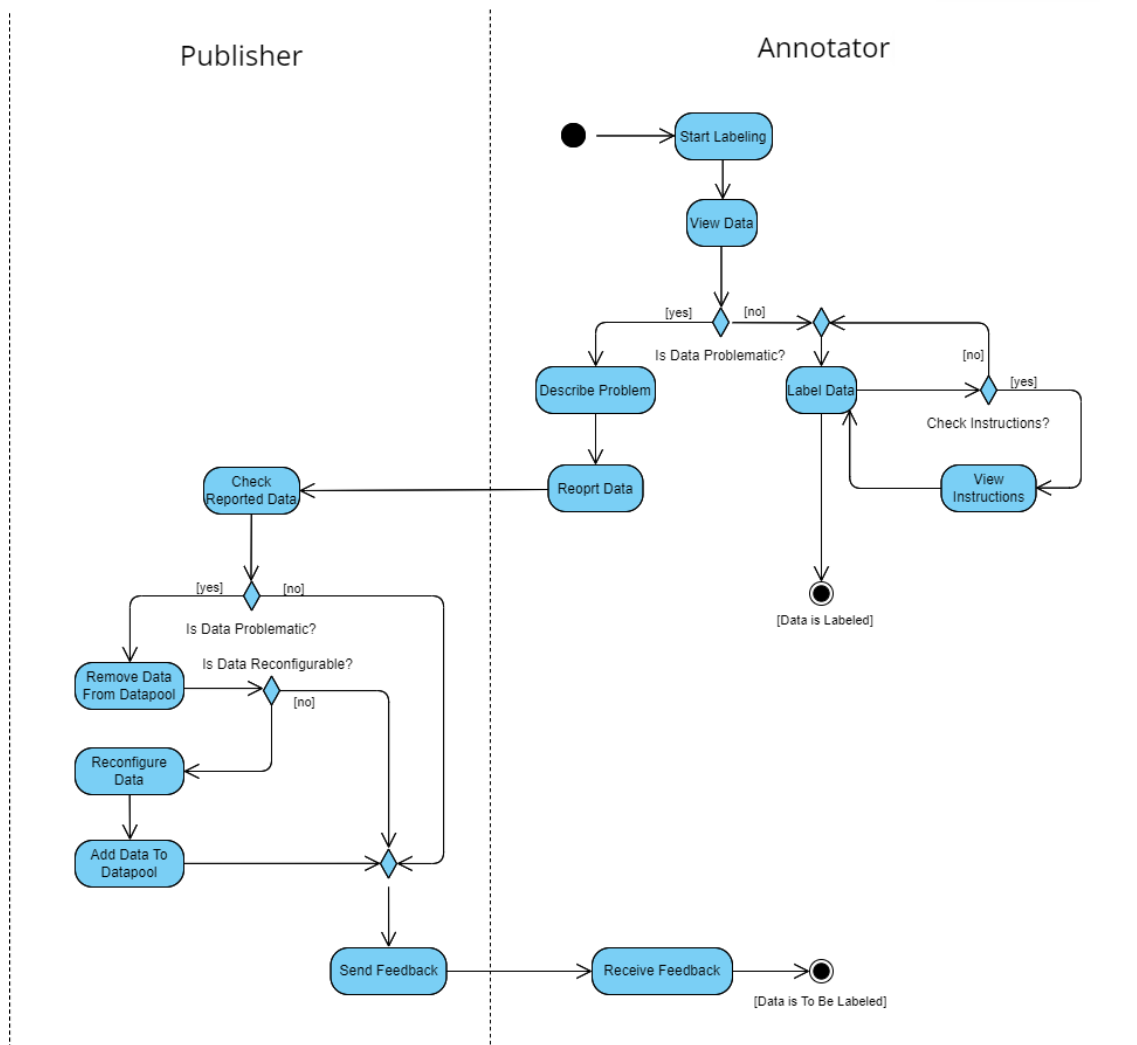 Publisher
Annotator
Start Labeling
View Data
[yes]
[no]
Is Data Problematic?
[no]
[yes]
Describe Problem
Label Data
Check Instructions?
Check
Reported Data
Reoprt Data
View
Instructions
[yes]
[no]
Is Data Problematic?
[Data is Labeled]
Is Data Reconfigurable?
Remove Data
From Datapool
[no]
Reconfigure
Data
Add Data To
Datapool
Send Feedback
Receive Feedback
[Data is To Be Labeled]